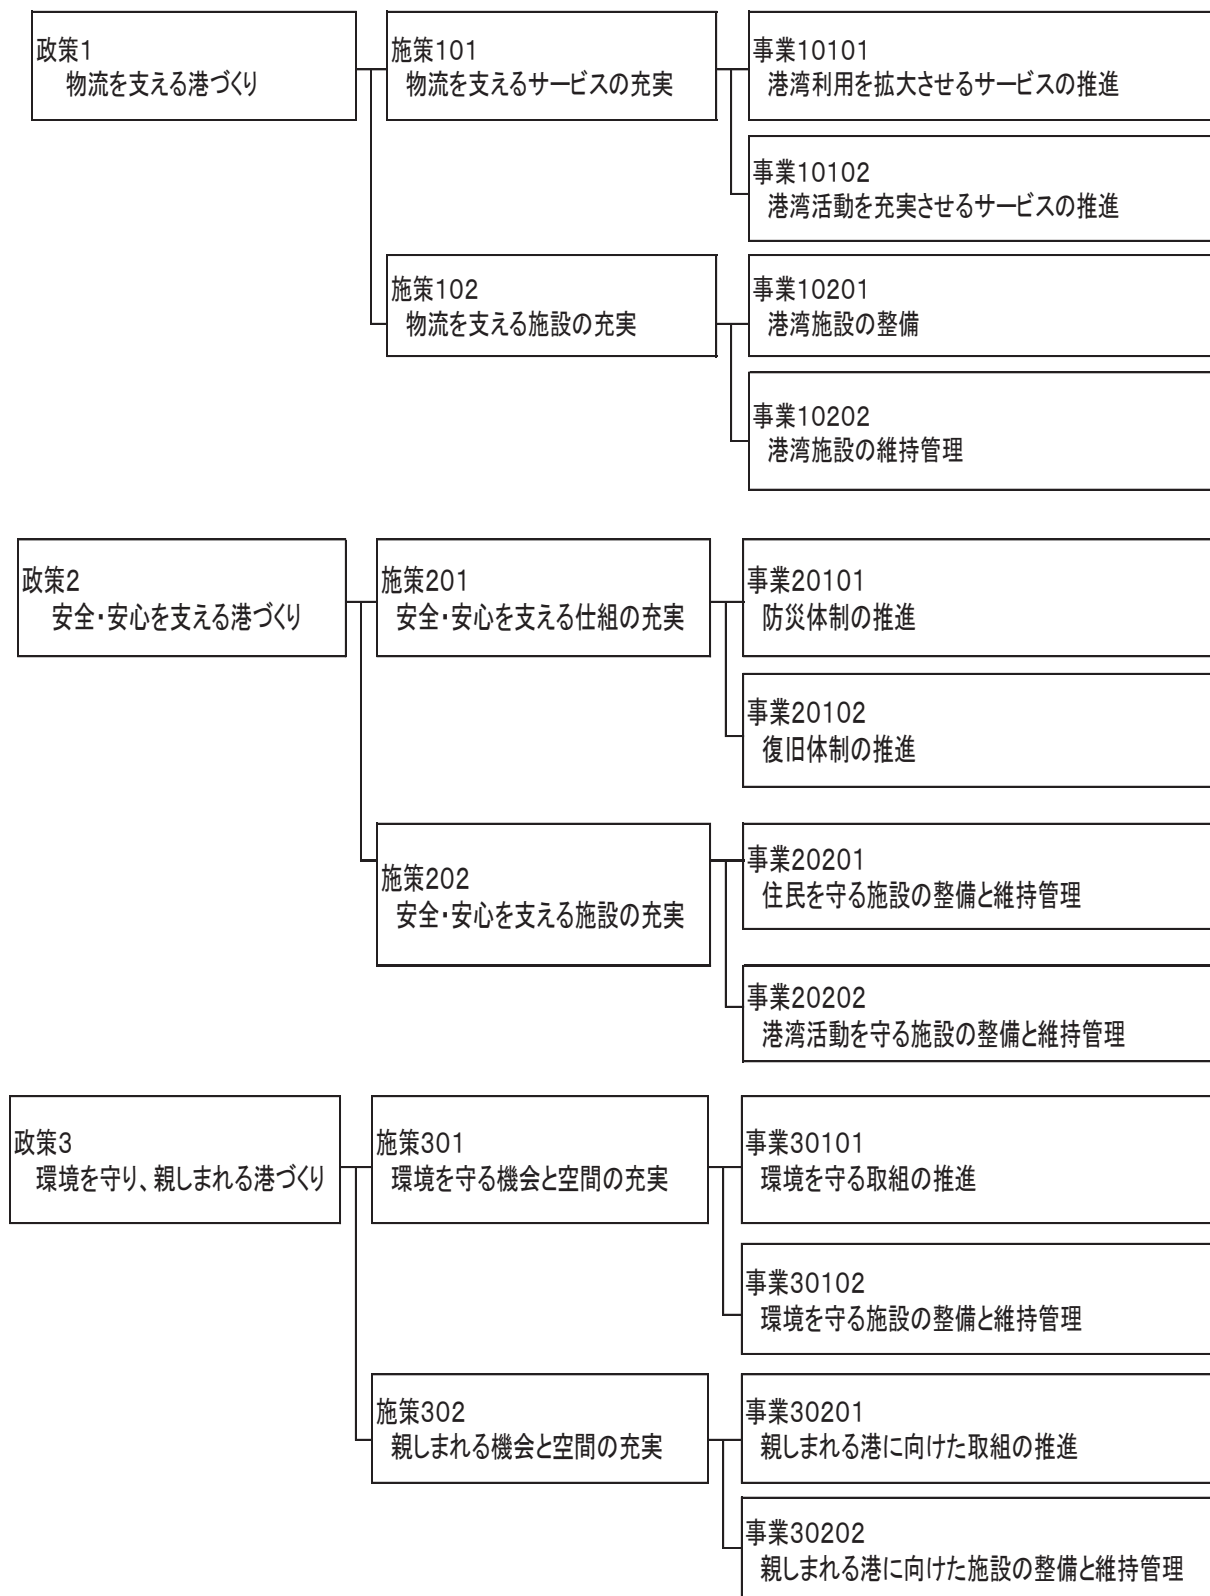 政策1
物流を支える港づくり
施策101
物流を支えるサービスの充実
事業10101
港湾利用を拡大させるサービスの推進
事業10102
港湾活動を充実させるサービスの推進
施策102
物流を支える施設の充実
事業10201
港湾施設の整備
事業10202
港湾施設の維持管理
政策2
安全・安心を支える港づくり
施策201
安全・安心を支える仕組の充実
事業20101
防災体制の推進
事業20102
復旧体制の推進
施策202
安全・安心を支える施設の充実
事業20201
住民を守る施設の整備と維持管理
事業20202
港湾活動を守る施設の整備と維持管理
政策3
環境を守り、親しまれる港づくり
施策301
環境を守る機会と空間の充実
事業30101
環境を守る取組の推進
事業30102
環境を守る施設の整備と維持管理
施策302
親しまれる機会と空間の充実
事業30201
親しまれる港に向けた取組の推進
事業30202
親しまれる港に向けた施設の整備と維持管理